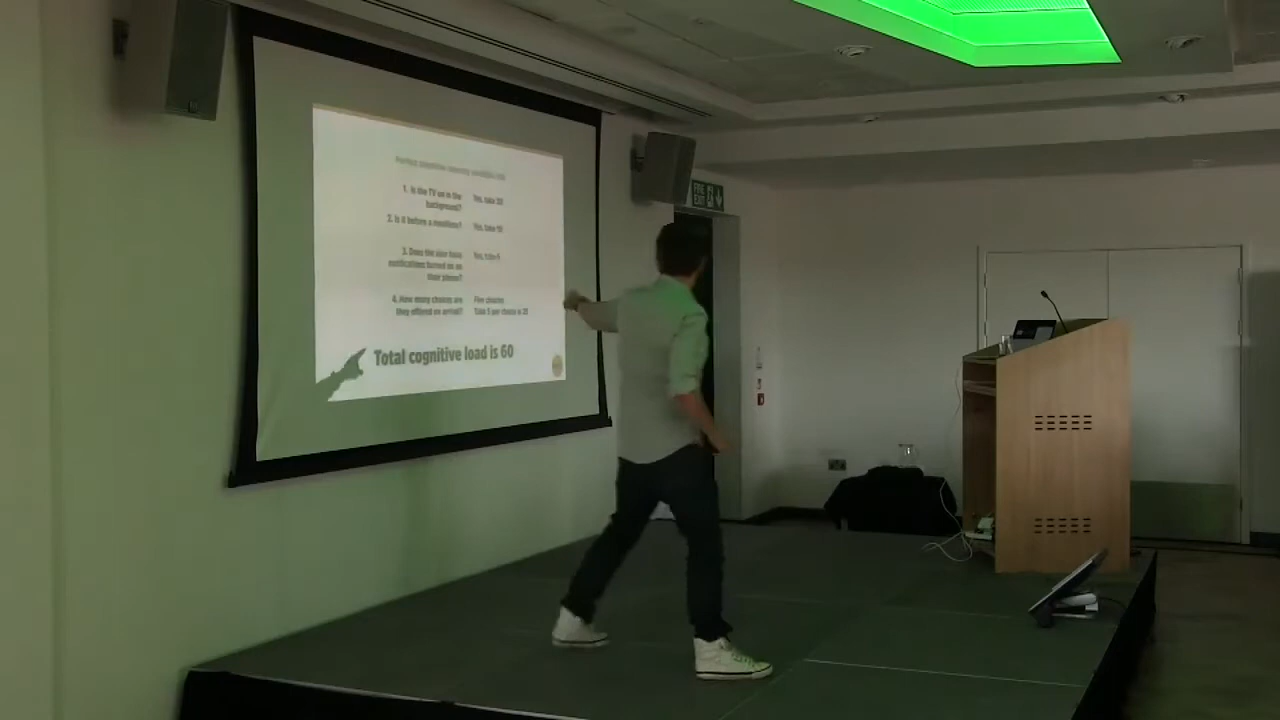 1. Is the TV on in the
background?
Yes, take 20
2. Is it before a mealtime?
Yes, take 10
3. Does the user have
notifications turned on on
their phone?
Yes, take 5
4. How many choices are
they offered on arrival?
Five choices
Take 5 per choice is 25
Total cognitive load is 60
FIRE
EXIT